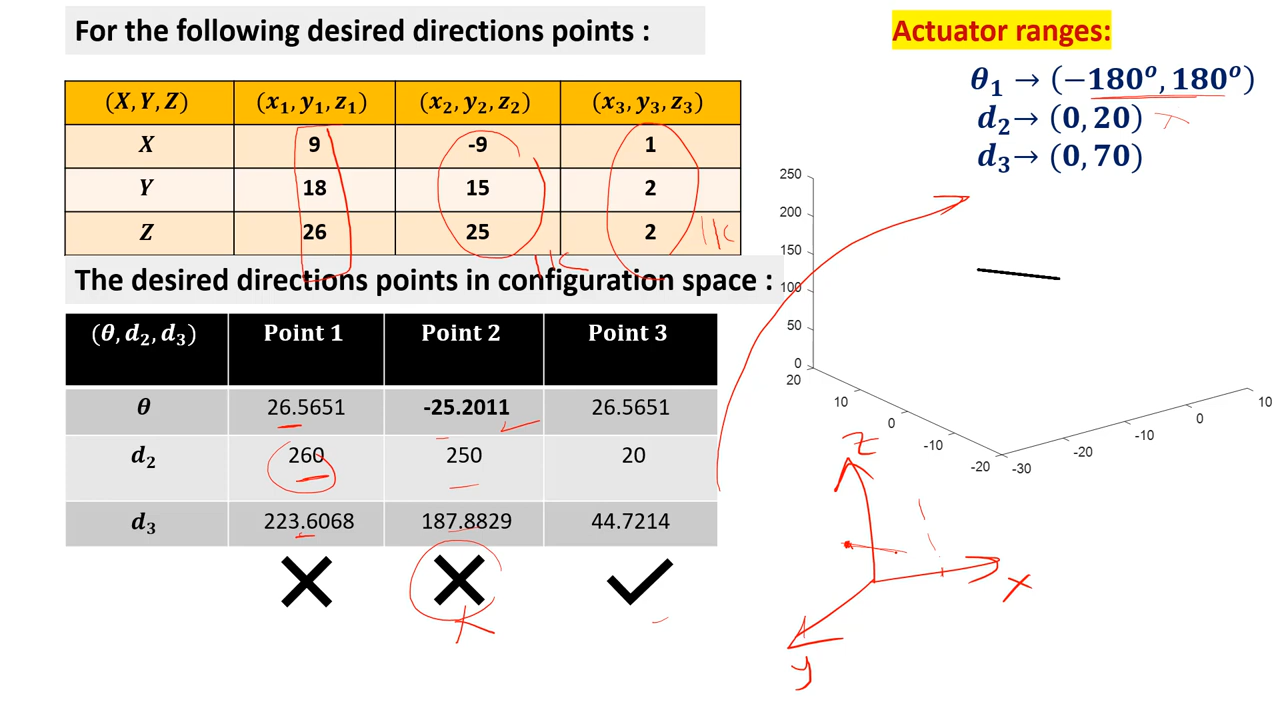 For the following desired directions points :
Actuator ranges:
θ₁ → (−180ᵒ, 180ᵒ)
d₂→ (0, 20)
d₃→ (0, 70)
(X, Y, Z) (x₁, y₁, z₁) (x₂, y₂, z₂) (x₃, y₃, z₃)
X 9 -9 1
Y 18 15 2
Z 26 25 2
The desired directions points in configuration space :
(θ, d₂, d₃) Point 1 Point 2 Point 3
θ 26.5651 -25.2011 26.5651
d₂ 260 250 20
d₃ 223.6068 187.8829 44.7214
250
200
150
100
50
0
20
10
0
-10
-20
-30
-20
-10
0
10
Z
X
y